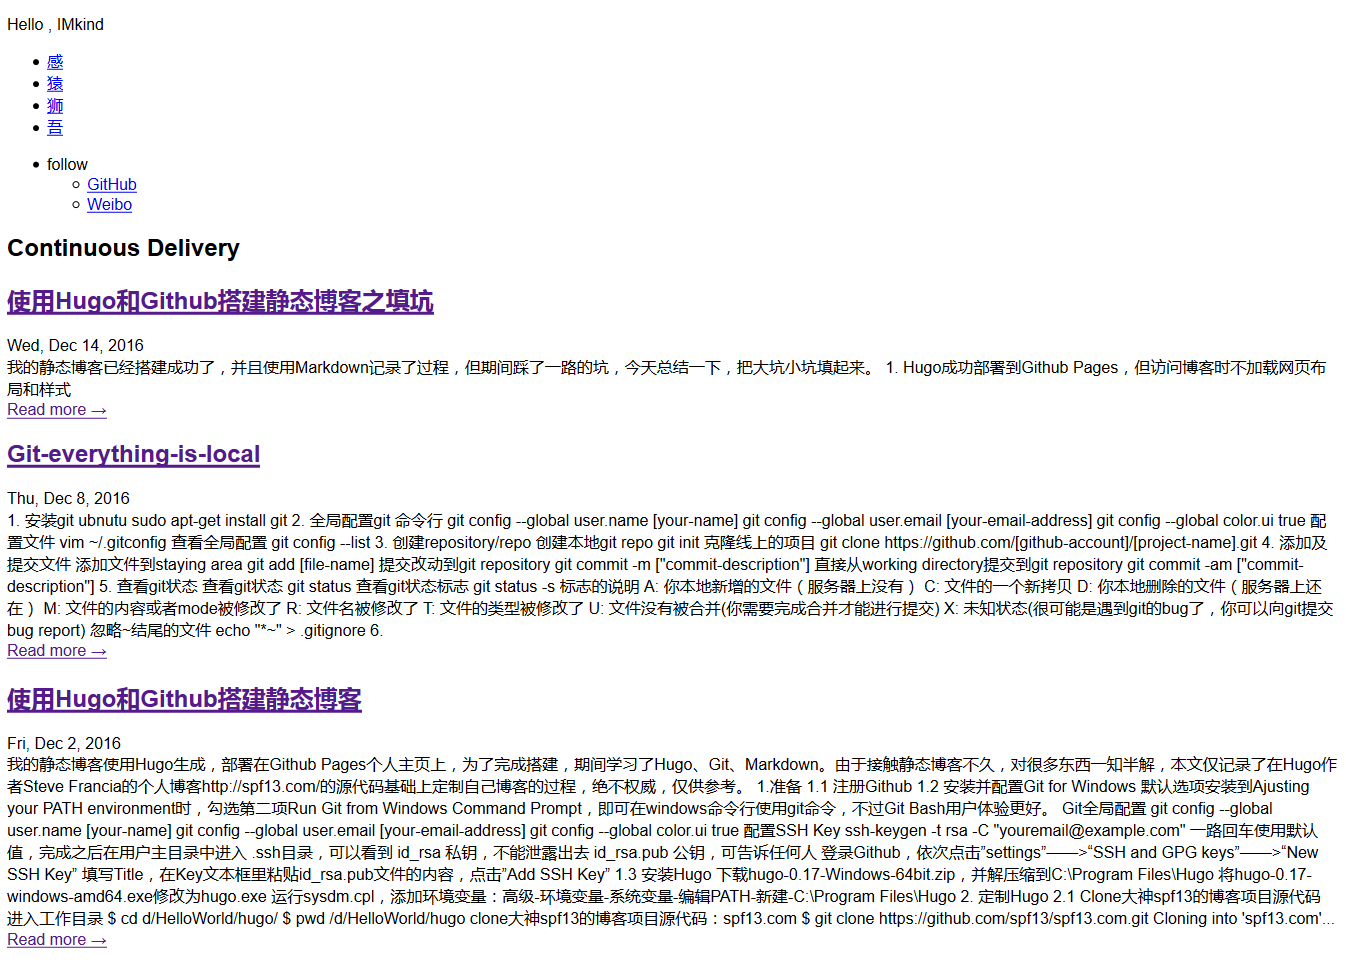 Hello , IMkind
感
猿
狮
吾
follow
GitHub
Weibo
Continuous Delivery
使用Hugo和Github搭建静态博客之填坑
Wed, Dec 14, 2016
我的静态博客已经搭建成功了，并且使用Markdown记录了过程，但期间踩了一路的坑，今天总结一下，把大坑小坑填起来。 1. Hugo成功部署到Github Pages，但访问博客时不加载网页布
局和样式
Read more →
Git-everything-is-local
Thu, Dec 8, 2016
1. 安装git ubnutu sudo apt-get install git 2. 全局配置git 命令行 git config --global user.name [your-name] git config --global user.email [your-email-address] git config --global color.ui true 配
置文件 vim ~/.gitconfig 查看全局配置 git config --list 3. 创建repository/repo 创建本地git repo git init 克隆线上的项目 git clone https://github.com/[github-account]/[project-name].git 4. 添加及
提交文件 添加文件到staying area git add [file-name] 提交改动到git repository git commit -m ["commit-description"] 直接从working directory提交到git repository git commit -am ["commit-
description"] 5. 查看git状态 查看git状态 git status 查看git状态标志 git status -s 标志的说明 A: 你本地新增的文件（服务器上没有） C: 文件的一个新拷贝 D: 你本地删除的文件（服务器上还
在） M: 文件的内容或者mode被修改了 R: 文件名被修改了 T: 文件的类型被修改了 U: 文件没有被合并(你需要完成合并才能进行提交) X: 未知状态(很可能是遇到git的bug了，你可以向git提交
bug report) 忽略~结尾的文件 echo "*~" > .gitignore 6.
Read more →
使用Hugo和Github搭建静态博客
Fri, Dec 2, 2016
我的静态博客使用Hugo生成，部署在Github Pages个人主页上，为了完成搭建，期间学习了Hugo、Git、Markdown。由于接触静态博客不久，对很多东西一知半解，本文仅记录了在Hugo作
者Steve Francia的个人博客http://spf13.com/的源代码基础上定制自己博客的过程，绝不权威，仅供参考。 1.准备 1.1 注册Github 1.2 安装并配置Git for Windows 默认选项安装到Ajusting
your PATH environment时，勾选第二项Run Git from Windows Command Prompt，即可在windows命令行使用git命令，不过Git Bash用户体验更好。 Git全局配置 git config --global
user.name [your-name] git config --global user.email [your-email-address] git config --global color.ui true 配置SSH Key ssh-keygen -t rsa -C "youremail@example.com" 一路回车使用默认
值，完成之后在用户主目录中进入 .ssh目录，可以看到 id_rsa 私钥，不能泄露出去 id_rsa.pub 公钥，可告诉任何人 登录Github，依次点击”settings”——>“SSH and GPG keys”——>“New
SSH Key” 填写Title，在Key文本框里粘贴id_rsa.pub文件的内容，点击”Add SSH Key” 1.3 安装Hugo 下载hugo-0.17-Windows-64bit.zip，并解压缩到C:\Program Files\Hugo 将hugo-0.17-
windows-amd64.exe修改为hugo.exe 运行sysdm.cpl，添加环境变量：高级-环境变量-系统变量-编辑PATH-新建-C:\Program Files\Hugo 2. 定制Hugo 2.1 Clone大神spf13的博客项目源代码
进入工作目录 $ cd d/HelloWorld/hugo/ $ pwd /d/HelloWorld/hugo clone大神spf13的博客项目源代码：spf13.com $ git clone https://github.com/spf13/spf13.com.git Cloning into 'spf13.com'...
Read more →